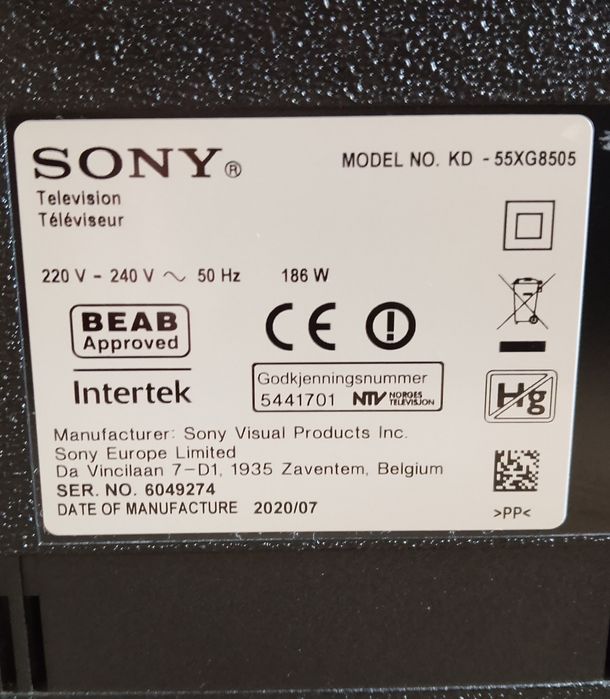 SONY®
MODEL NO. KD - 55XG8505
Television
Téléviseur
220 V - 240 V ~ 50 Hz 186 W
BEAB
Approved
CE
Intertek
Godkjenningsnummer
5441701 NTV NORGES
TELEVISJON
Hg
Manufacturer: Sony Visual Products Inc.
Sony Europe Limited
Da Vincilaan 7-D1, 1935 Zaventem, Belgium
SER. NO. 6049274
DATE OF MANUFACTURE 2020/07
>PP<